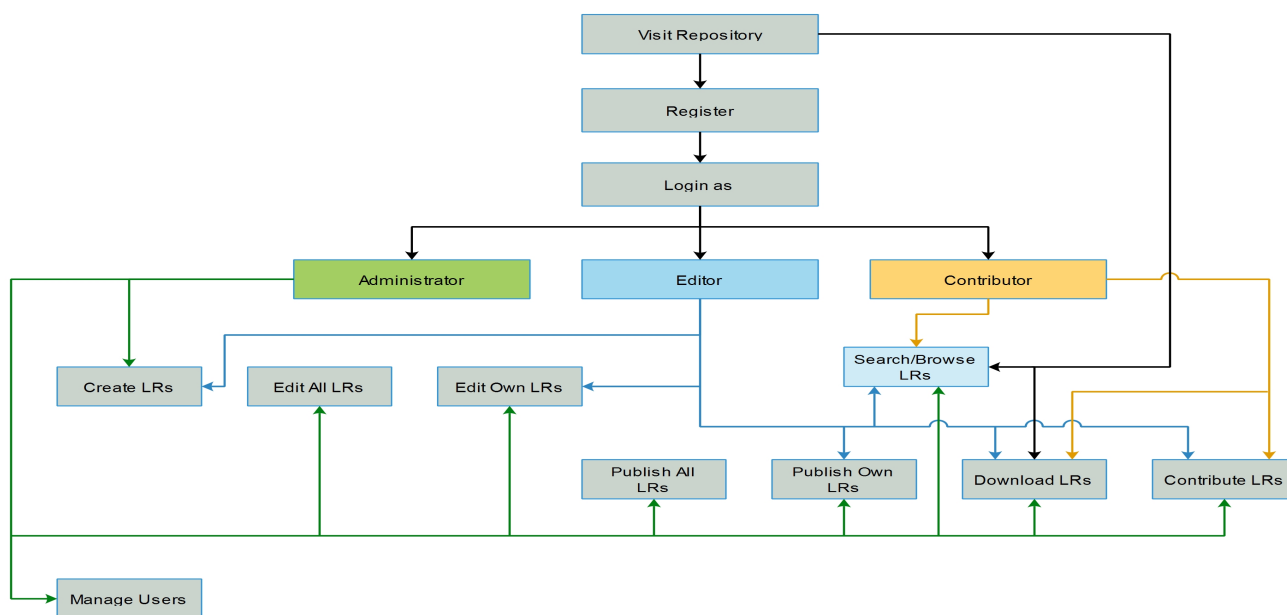 Visit Repository
Register
Login as
Administrator
Editor
Contributor
Search/Browse
LRs
Create LRs
Edit All LRs
Edit Own LRs
Publish All
LRs
Publish Own
LRs
Download LRs
Contribute LRs
Manage Users